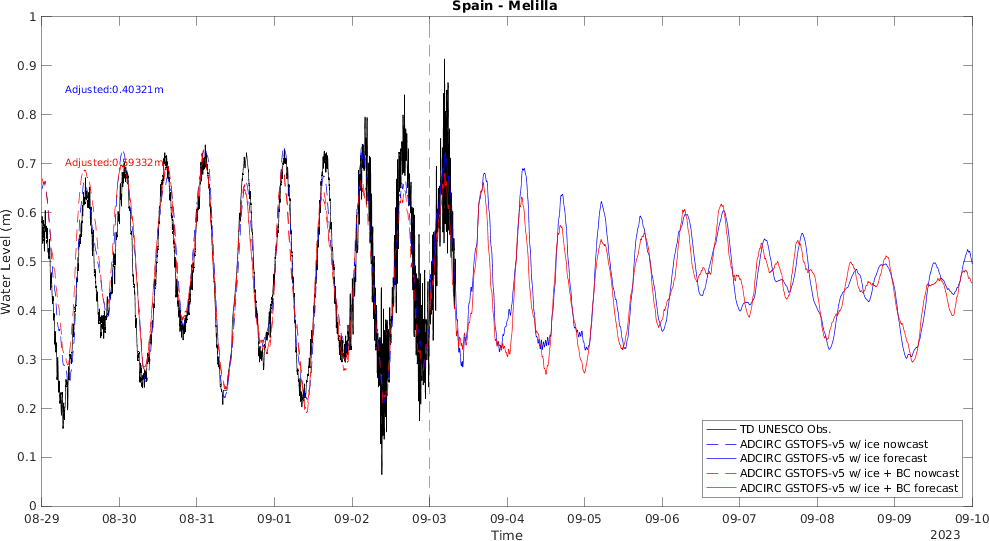 Spain - Melilla
1
0.9
0.8
0.7
0.6
0.5
0.4
0.3
0.2
0.1
0
Water Level (m)
Adjusted:0.40321m
Adjusted:0.69332m
TD UNESCO Obs.
ADCIRC GSTOFS-v5 w/ ice nowcast
ADCIRC GSTOFS-v5 w/ ice forecast
ADCIRC GSTOFS-v5 w/ ice + BC nowcast
ADCIRC GSTOFS-v5 w/ ice + BC forecast
08-29 08-30 08-31 09-01 09-02 09-03 09-04 09-05 09-06 09-07 09-08 09-09 09-10
Time
2023